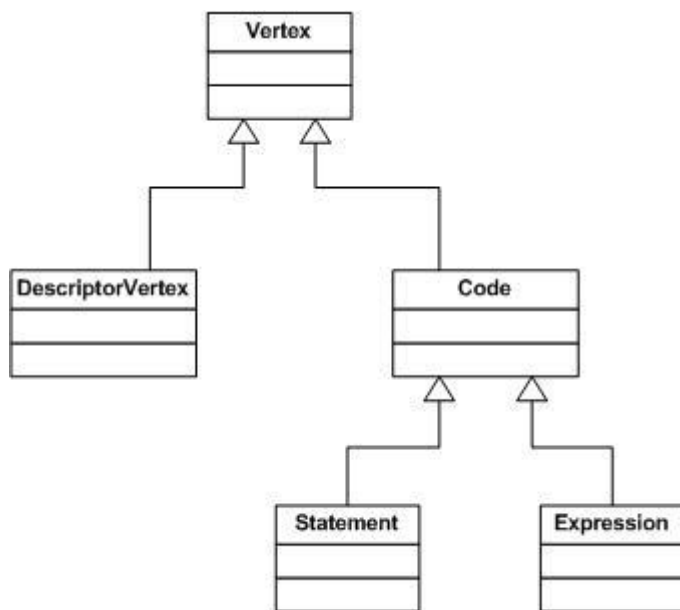 Vertex
DescriptorVertex
Code
Statement
Expression